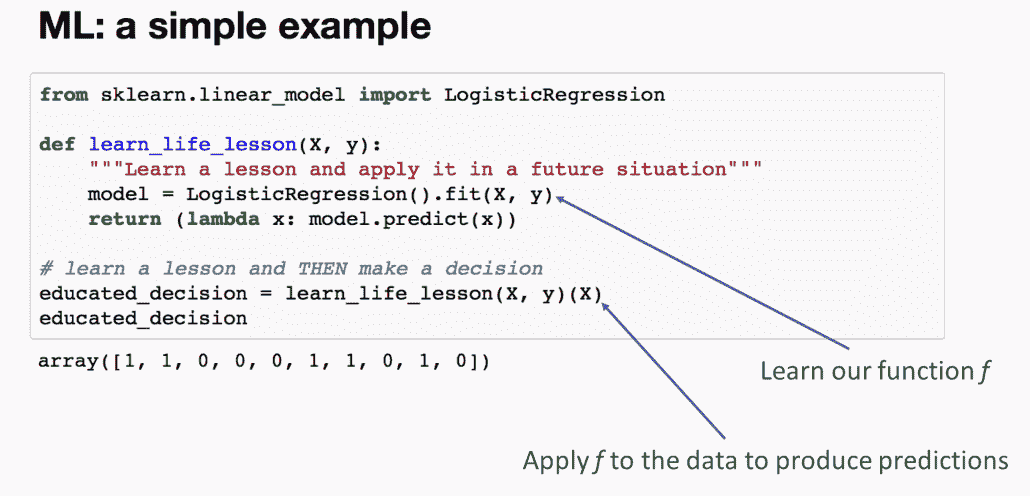 ML: a simple example
from sklearn.linear_model import LogisticRegression
def learn_life_lesson(X, y):
"""Learn a lesson and apply it in a future situation"""
model = LogisticRegression().fit(X, y)
return (lambda x: model.predict(x))
# learn a lesson and THEN make a decision
educated_decision = learn_life_lesson(X, y)(X)
educated_decision
array([1, 1, 0, 0, 0, 1, 1, 0, 1, 0])
Learn our function f
Apply f to the data to produce predictions